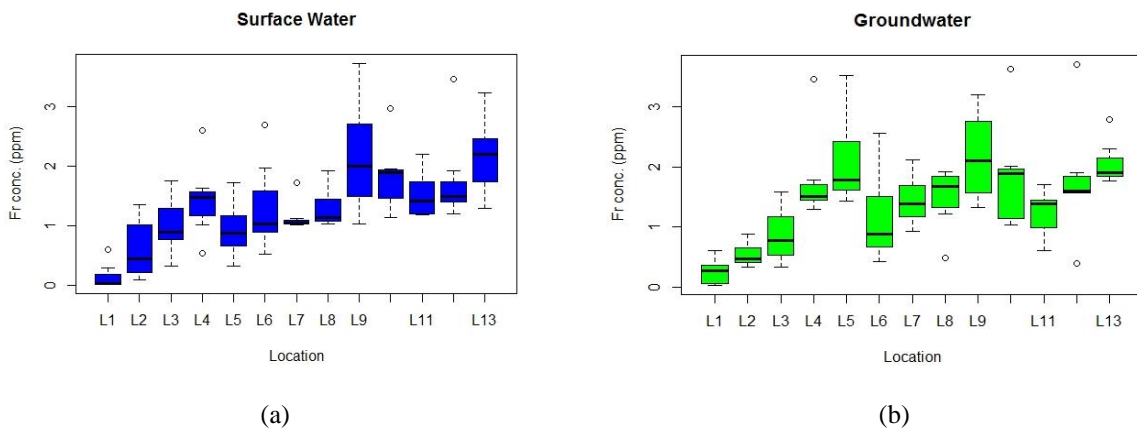 Surface Water
Fr conc. (ppm)
3
2
1
0
L1 L2 L3 L4 L5 L6 L7 L8 L9 L11 L13
Location
(a)
Groundwater
Fr conc. (ppm)
3
2
1
0
L1 L2 L3 L4 L5 L6 L7 L8 L9 L11 L13
Location
(b)